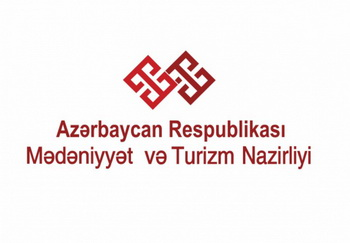 Azərbaycan Respublikası
Mədəniyyət və Turizm Nazirliyi